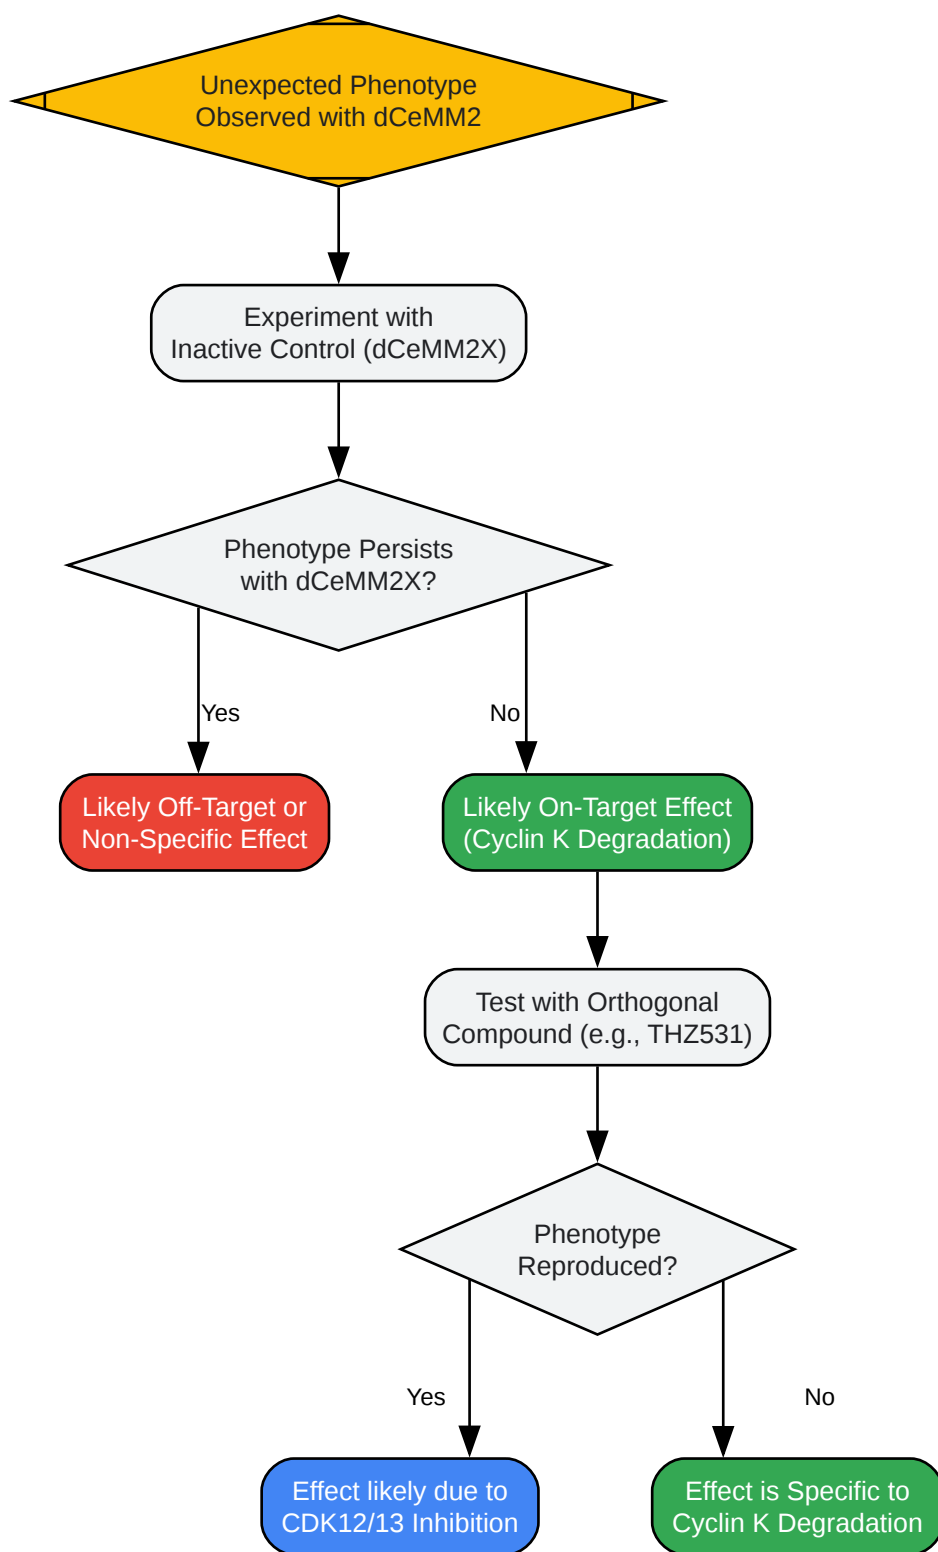 Unexpected Phenotype
Observed with dCeMM2
Experiment with
Inactive Control (dCeMM2X)
Phenotype Persists
with dCeMM2X?
Yes
No
Likely Off-Target or
Non-Specific Effect
Likely On-Target Effect
(Cyclin K Degradation)
Test with Orthogonal
Compound (e.g., THZ531)
Phenotype
Reproduced?
Yes
No
Effect likely due to
CDK12/13 Inhibition
Effect is Specific to
Cyclin K Degradation